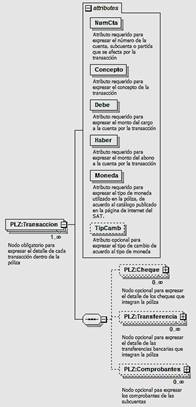 attributes
NumCta
Atributo requerido para
expresar el número de la
cuenta, subcuenta o partida
que se afecta por la
transacción
Concepto
Atributo requerido para
expresar el concepto de la
transacción
Debe
Atributo requerido para
expresar el monto del cargo
a la cuenta por la transacción
Haber
Atributo requerido para
expresar el monto del abono
a la cuenta por la transacción
Moneda
Atributo requerido para
expresar el tipo de moneda
utilizado en la póliza, de
acuerdo al catálogo publicado
en la página de internet del
SAT.
TipCamb
Atributo opcional para
expresar el tipo de cambio de
acuerdo al tipo de moneda
PLZ:Transaccion
1..∞
Nodo obligatorio para
expresar el detalle de cada
transacción dentro de la
póliza
PLZ:Cheque
0..∞
Nodo opcional para expresar
el detalle de los cheques que
integran la póliza
PLZ:Transferencia
0..∞
Nodo opcional para expresar
el detalle de las
transferencias bancarias que
integran la póliza
PLZ:Comprobantes
0..∞
Nodo opcional paa expresar
los comprobantes de las
subcuentas